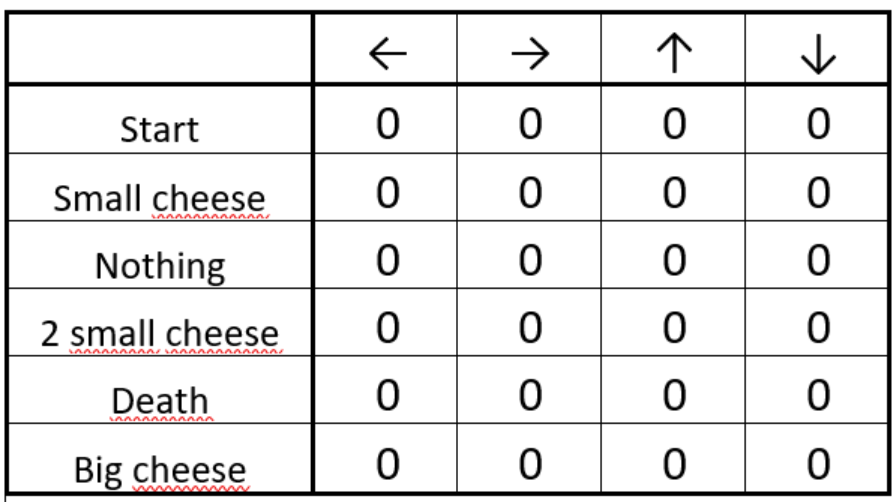 ← → ↑ ↓
Start 0 0 0 0
Small cheese 0 0 0 0
Nothing 0 0 0 0
2 small cheese 0 0 0 0
Death 0 0 0 0
Big cheese 0 0 0 0